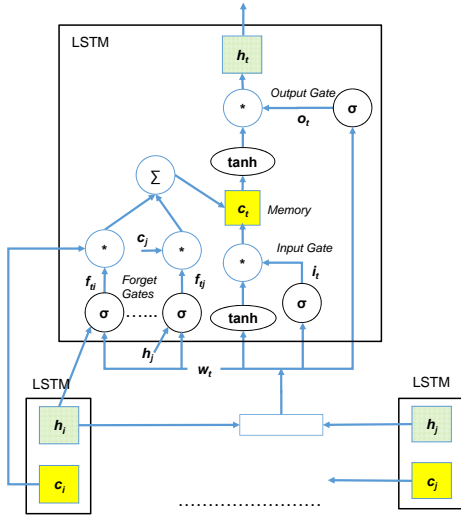 LSTM
h_t
Output Gate
* σ
o_t
tanh
Σ
c_t
Memory
c_j
Input Gate
* * *
i_t
f_ti Forget f_tj
Gates
σ ...... σ tanh σ
h_j
w_t
LSTM LSTM
h_i h_j
c_i c_j
........................